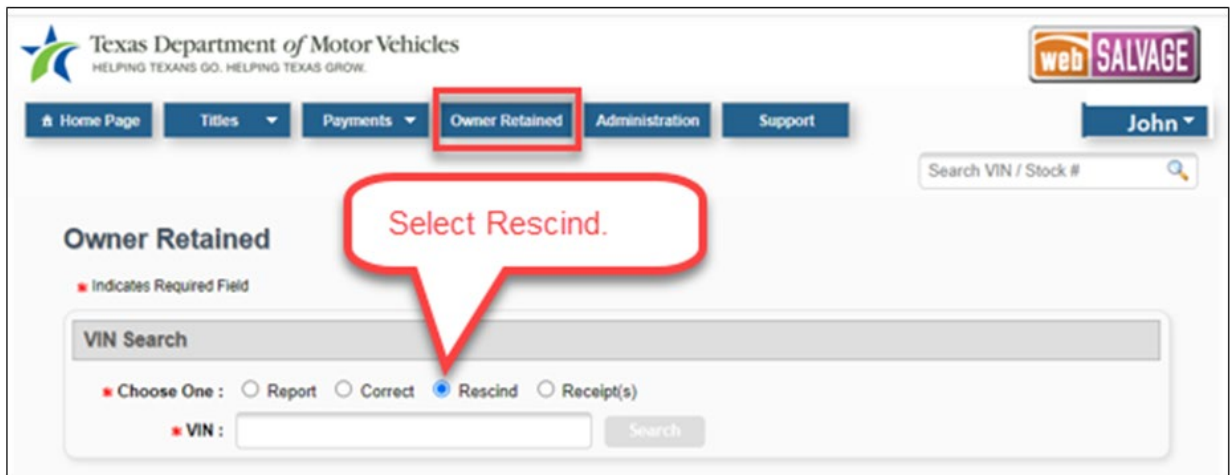 Texas Department of Motor Vehicles
HELPING TEXANS GO. HELPING TEXAS GROW.
web SALVAGE
Home Page Titles Payments Owner Retained Administration Support John
Search VIN / Stock #
Select Rescind.
Owner Retained
* Indicates Required Field
VIN Search
* Choose One : Report Correct Rescind Receipt(s)
* VIN : Search